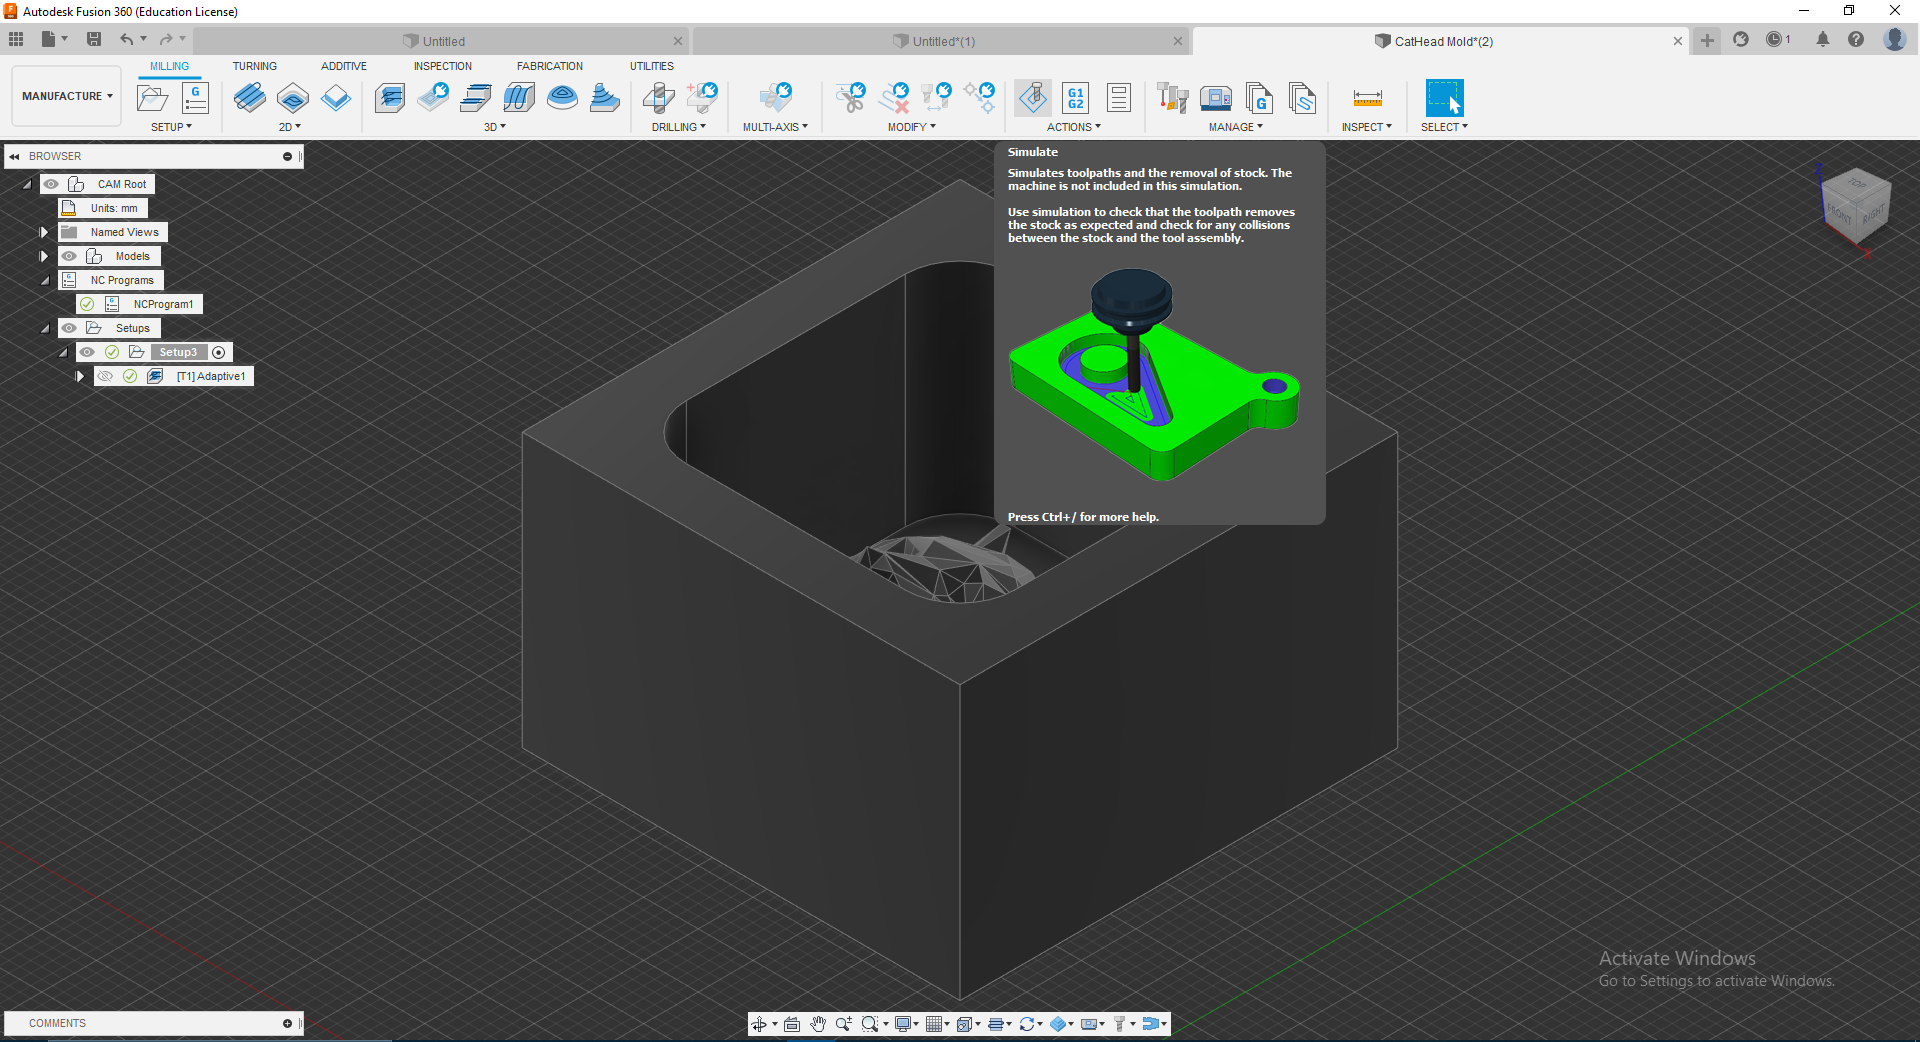 Autodesk Fusion 360 (Education License)
Untitled
Untitled*(1)
CatHead Mold*(2)
1
MILLING
TURNING
ADDITIVE
INSPECTION
FABRICATION
UTILITIES
MANUFACTURE
G
G1
G2
G
SETUP
2D
3D
DRILLING
MULTI-AXIS
MODIFY
ACTIONS
MANAGE
INSPECT
SELECT
BROWSER
CAM Root
Units: mm
Named Views
Models
NC Programs
NCProgram1
Setups
Setup3
[T1] Adaptive1
Simulate
Simulates toolpaths and the removal of stock. The
machine is not included in this simulation.
Use simulation to check that the toolpath removes
the stock as expected and check for any collisions
between the stock and the tool assembly.
Press Ctrl+/ for more help.
Z
TOP
FRONT
RIGHT
X
Activate Windows
Go to Settings to activate Windows.
COMMENTS